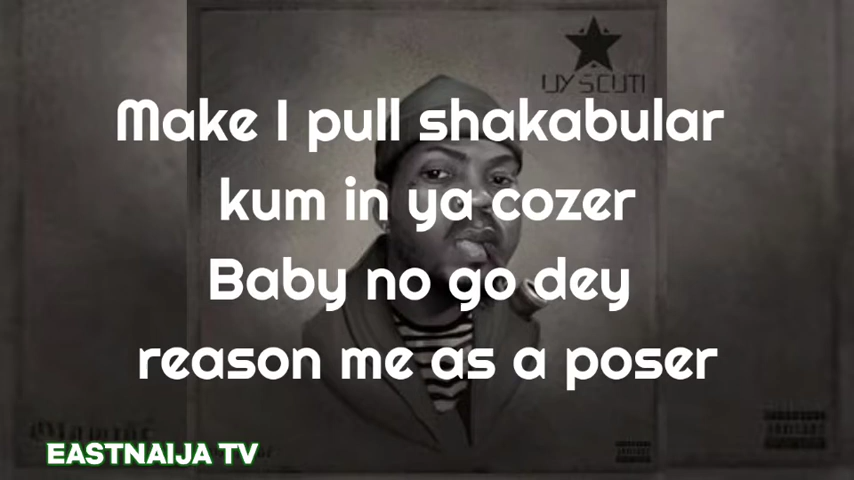 UY SCUTI
Make I pull shakabular
kum in ya cozer
Baby no go dey
reason me as a poser
EASTNAIJA TV